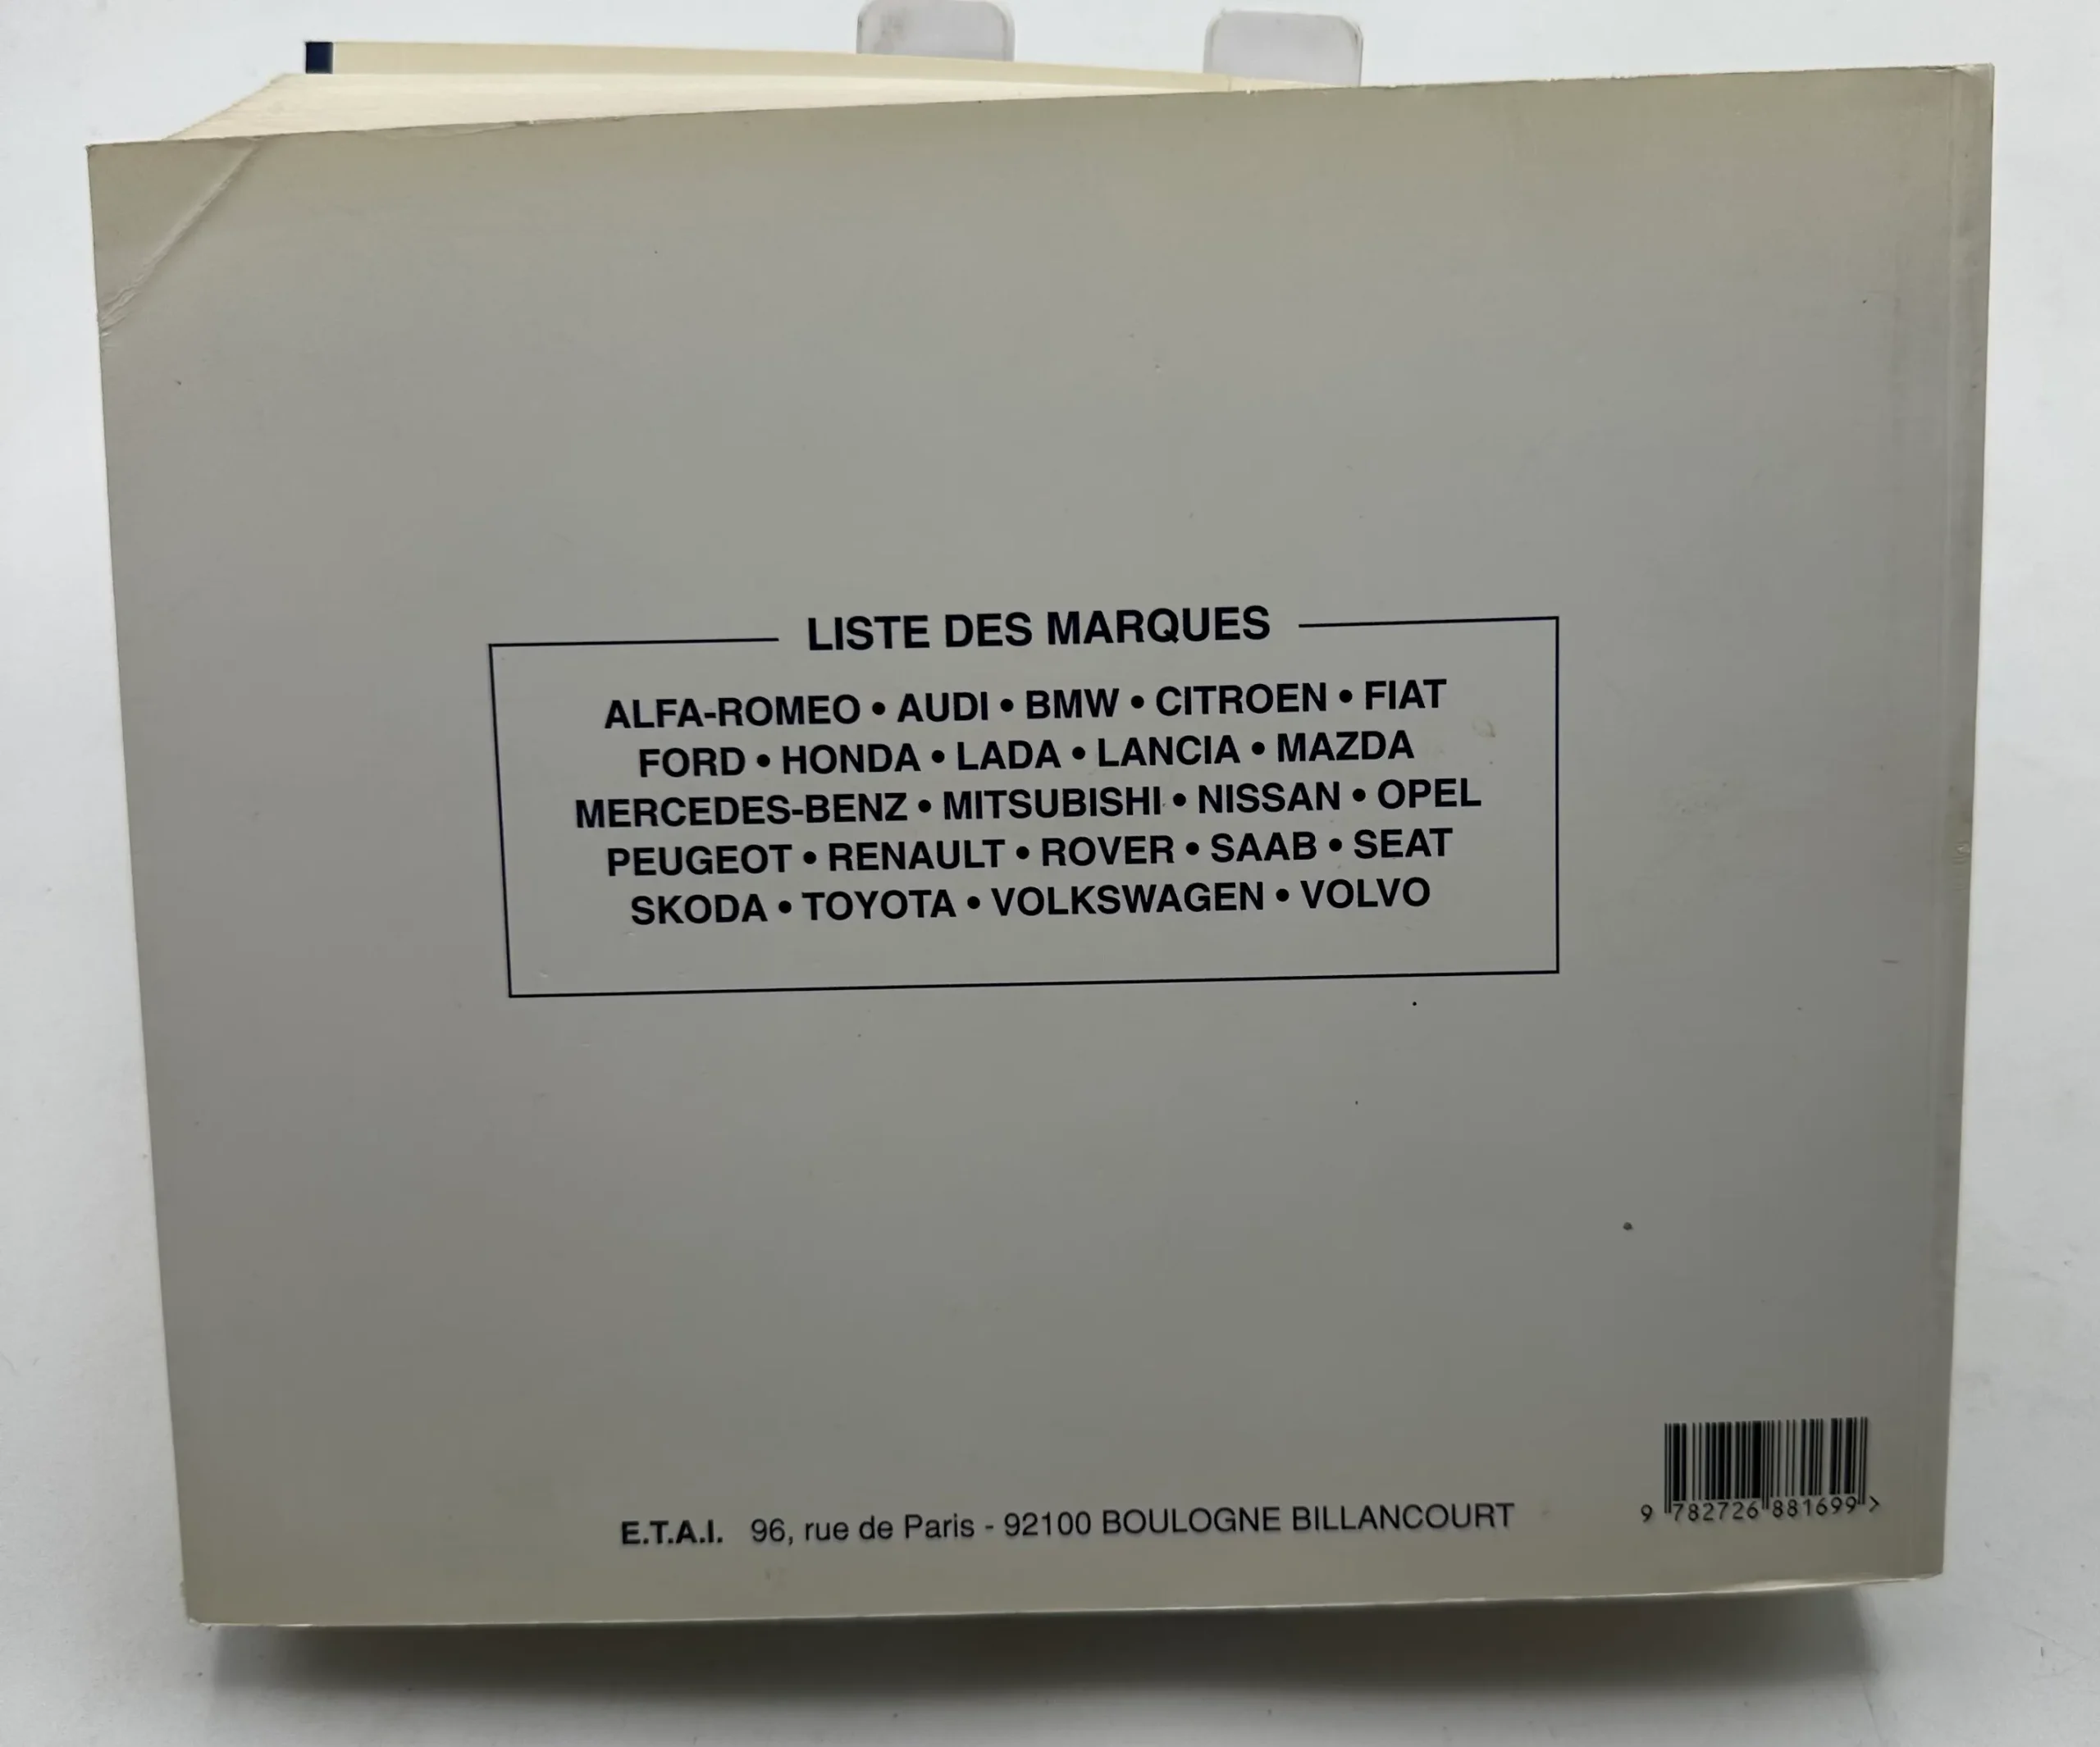 LISTE DES MARQUES
ALFA-ROMEO • AUDI • BMW • CITROEN • FIAT
FORD • HONDA • LADA • LANCIA • MAZDA
MERCEDES-BENZ • MITSUBISHI • NISSAN • OPEL
PEUGEOT • RENAULT • ROVER • SAAB • SEAT
SKODA • TOYOTA • VOLKSWAGEN • VOLVO
E.T.A.I. 96, rue de Paris - 92100 BOULOGNE BILLANCOURT
9 782726 881699 >